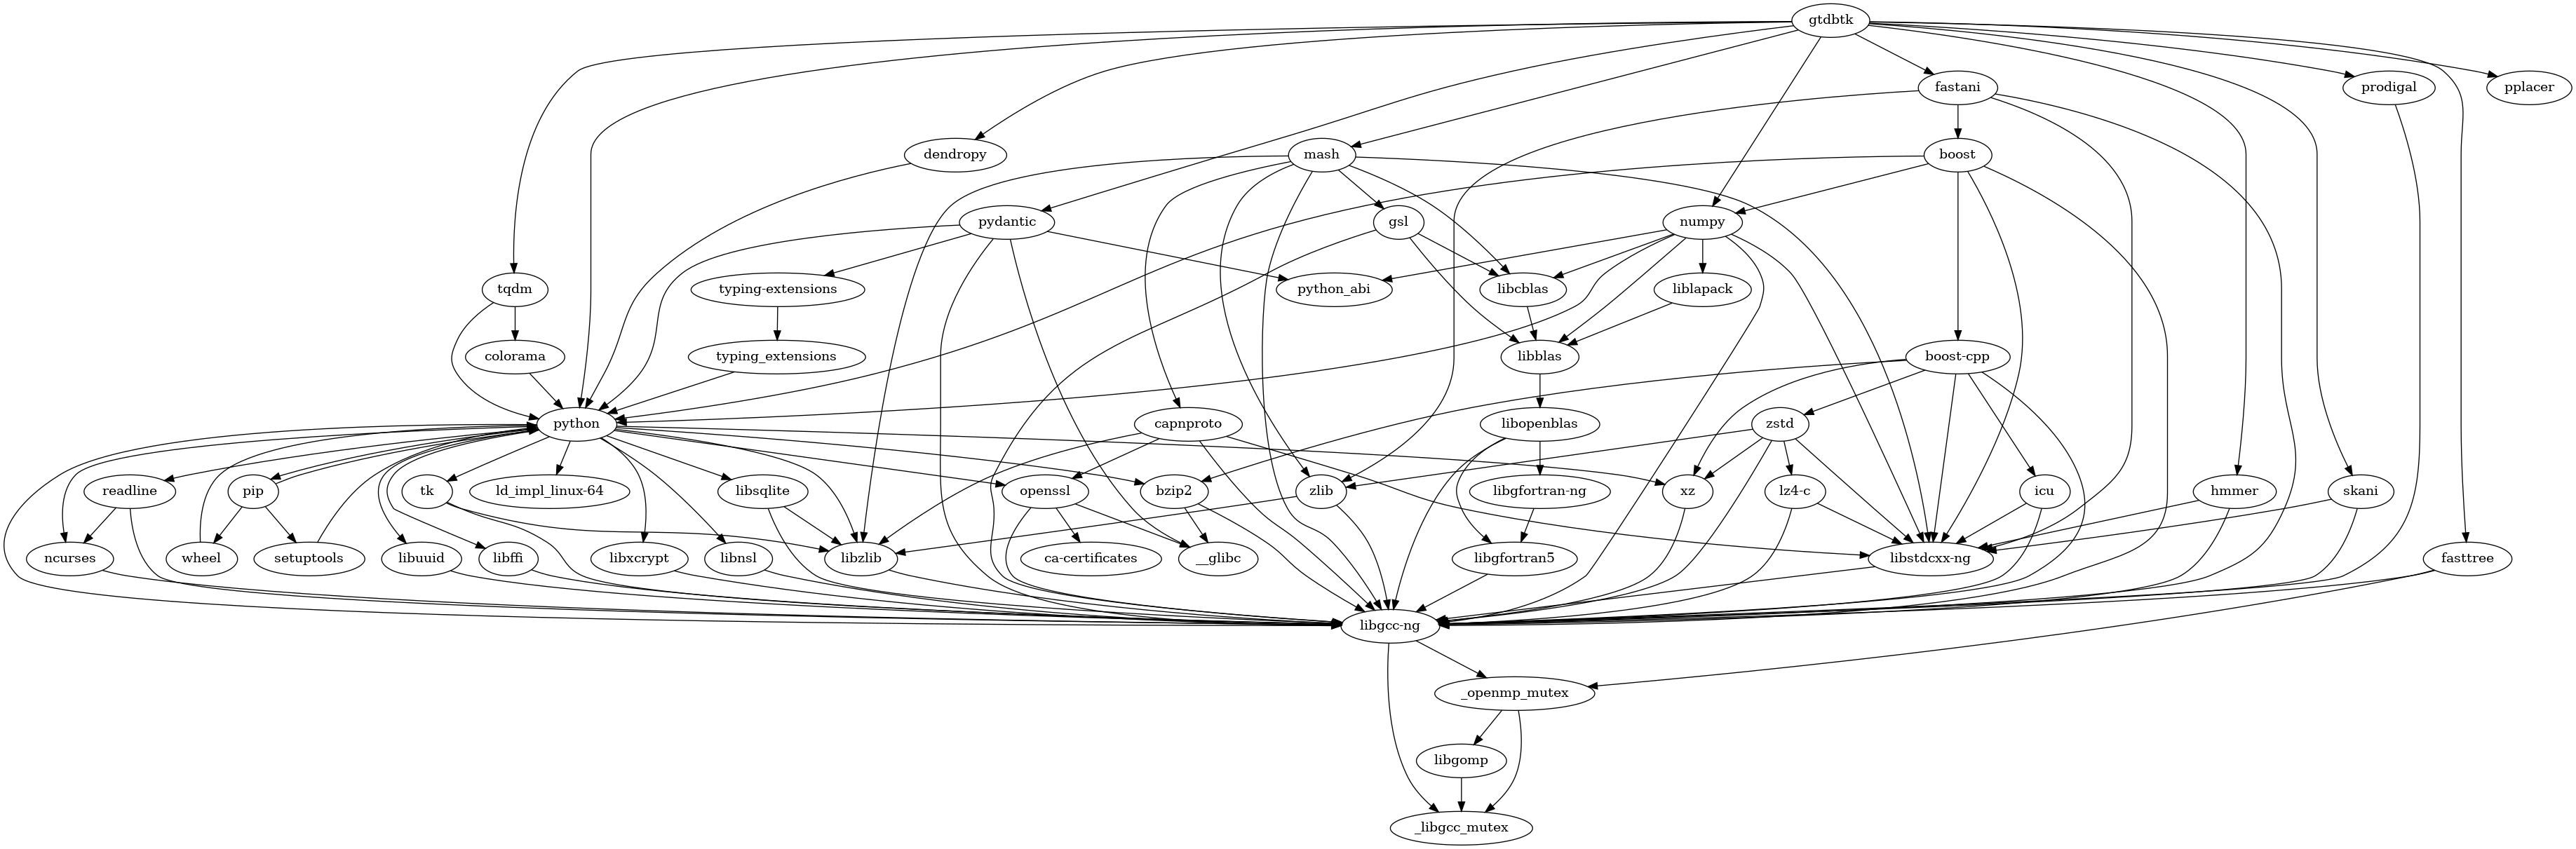 gtdbtk
fastani
prodigal
pplacer
dendropy
mash
boost
pydantic
gsl
numpy
tqdm
typing-extensions
python_abi
libcblas
liblapack
colorama
typing_extensions
libblas
boost-cpp
python
capnproto
libopenblas
zstd
readline
pip
tk
ld_impl_linux-64
libsqlite
openssl
bzip2
zlib
libgfortran-ng
xz
lz4-c
icu
hmmer
skani
ncurses
wheel
setuptools
libuuid
libffi
libxcrypt
libnsl
libzlib
ca-certificates
__glibc
libgfortran5
libstdcxx-ng
fasttree
libgcc-ng
_openmp_mutex
libgomp
_libgcc_mutex